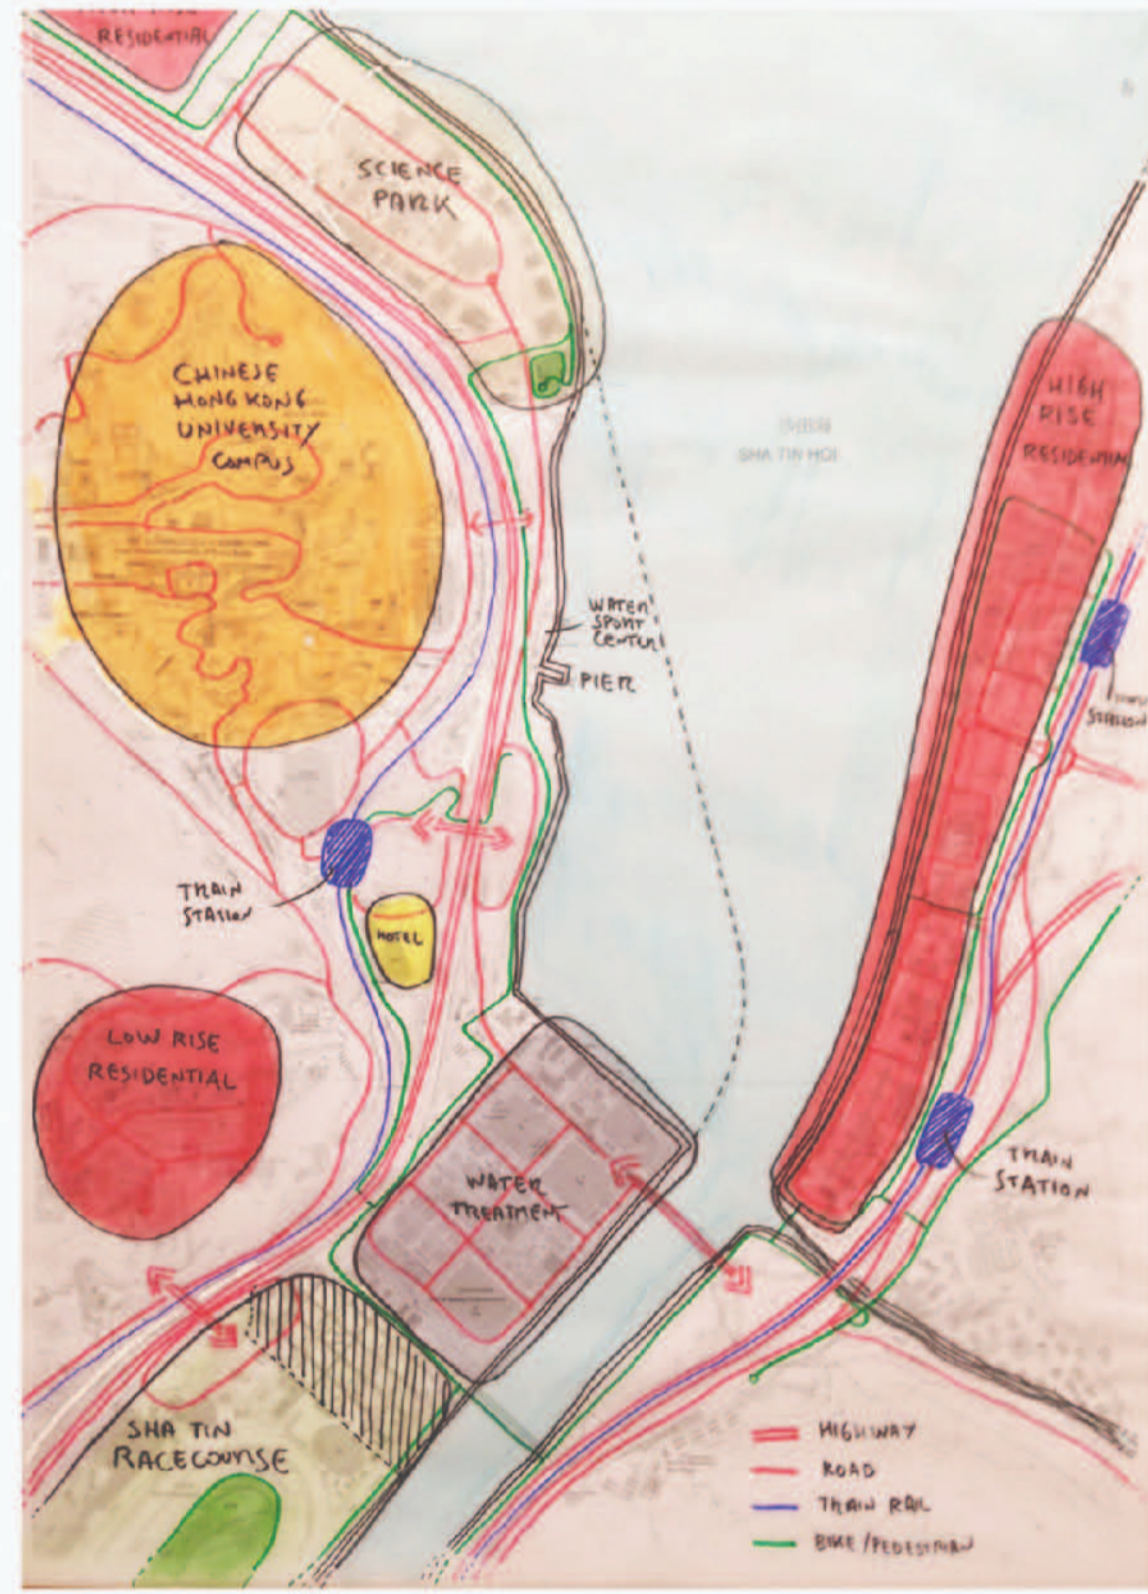 RESIDENTIAL
SCIENCE
PARK
CHINESE
HONG KONG
UNIVERSITY
CAMPUS
SHA TIN HOI
HIGH
RISE
RESIDENTIAL
WATER
SPORT
CENTER
PIER
STATION
TRAIN
STATION
HOTEL
LOW RISE
RESIDENTIAL
WATER
TREATMENT
TRAIN
STATION
SHA TIN
RACECOURSE
HIGHWAY
ROAD
TRAIN RAIL
BIKE/PEDESTRIAN